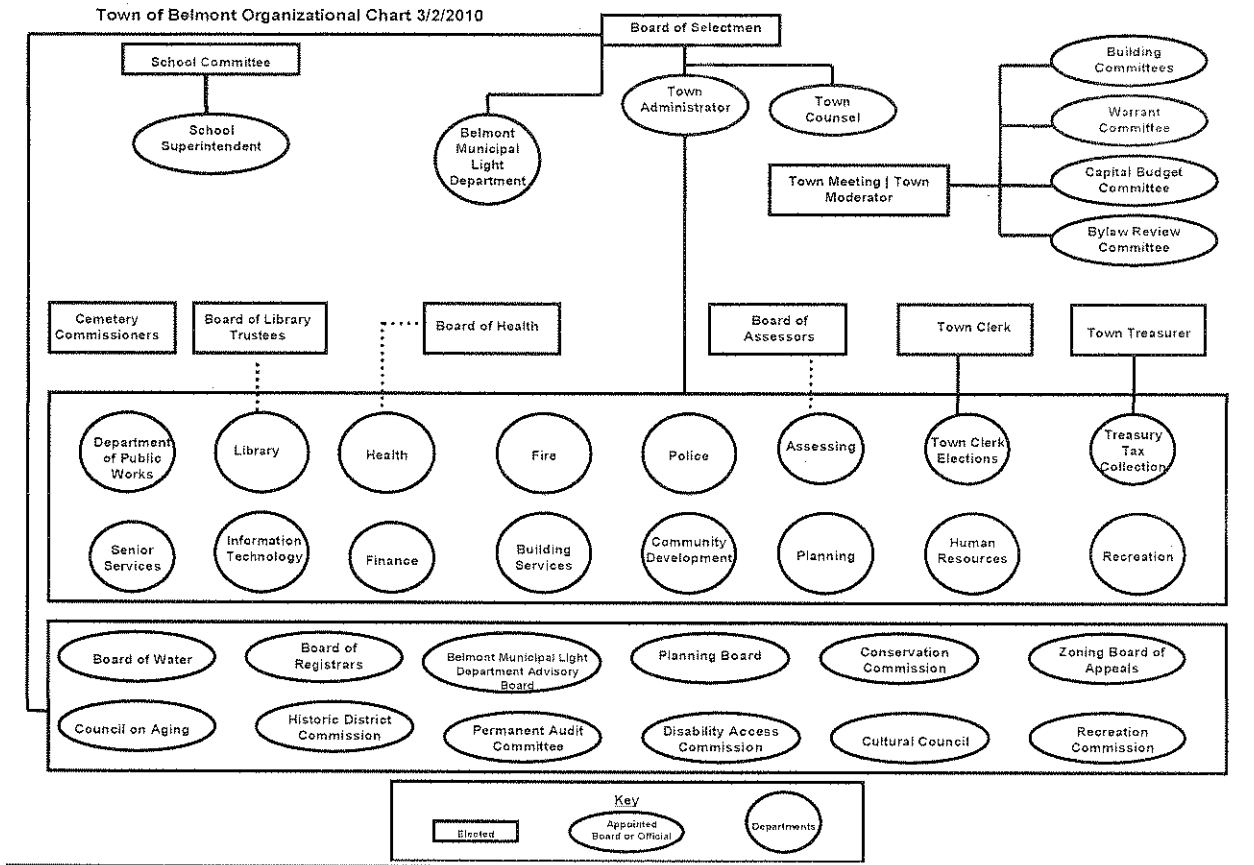 Town of Belmont Organizational Chart 3/2/2010
Board of Selectmen
School Committee
School
Superintendent
Belmont
Municipal
Light
Department
Town
Administrator
Town
Counsel
Building
Committees
Warrant
Committee
Town Meeting | Town
Moderator
Capital Budget
Committee
Bylaw Review
Committee
Cemetery
Commissioners
Board of Library
Trustees
Board of Health
Board of
Assessors
Town Clerk
Town Treasurer
Department
of Public
Works
Library
Health
Fire
Police
Assessing
Town Clerk
Elections
Treasury
Tax
Collection
Senior
Services
Information
Technology
Finance
Building
Services
Community
Development
Planning
Human
Resources
Recreation
Board of Water
Board of
Registrars
Belmont Municipal Light
Department Advisory
Board
Planning Board
Conservation
Commission
Zoning Board of
Appeals
Council on Aging
Historic District
Commission
Permanent Audit
Committee
Disability Access
Commission
Cultural Council
Recreation
Commission
Key
Elected
Appointed
Board or Official
Departments